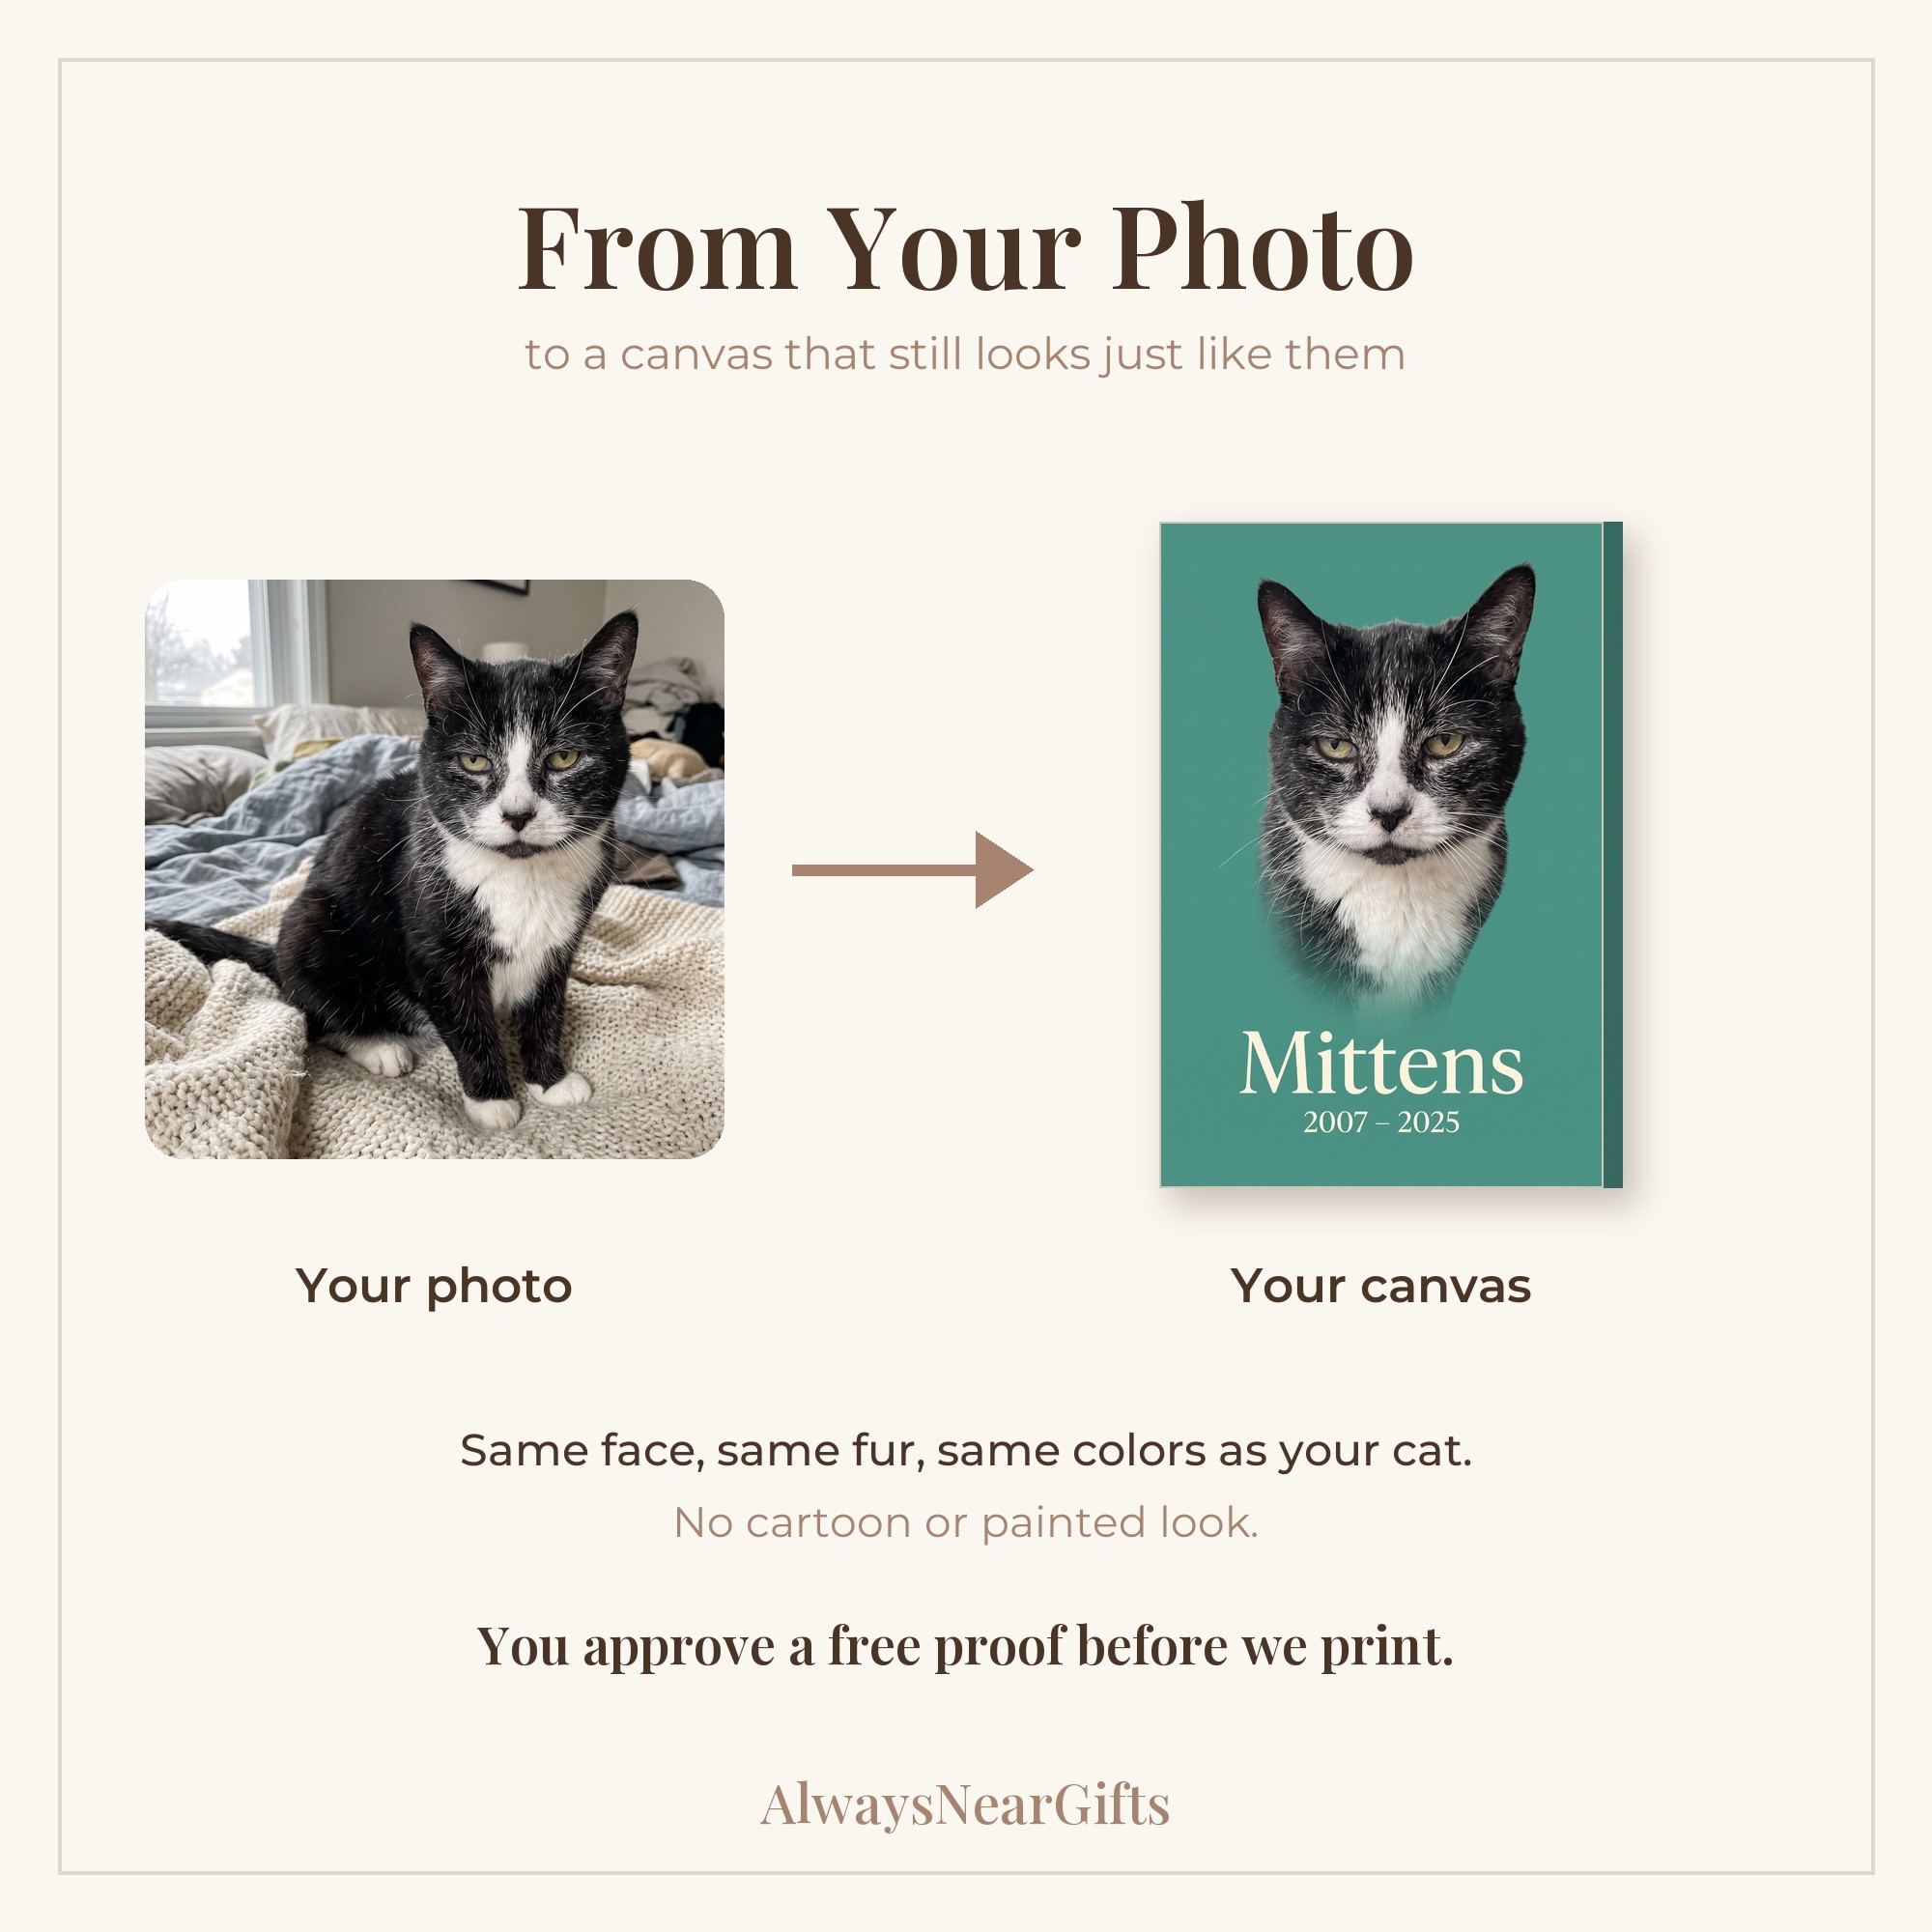 From Your Photo
to a canvas that still looks just like them
Mittens
2007 – 2025
Your photo
Your canvas
Same face, same fur, same colors as your cat.
No cartoon or painted look.
You approve a free proof before we print.
AlwaysNearGifts